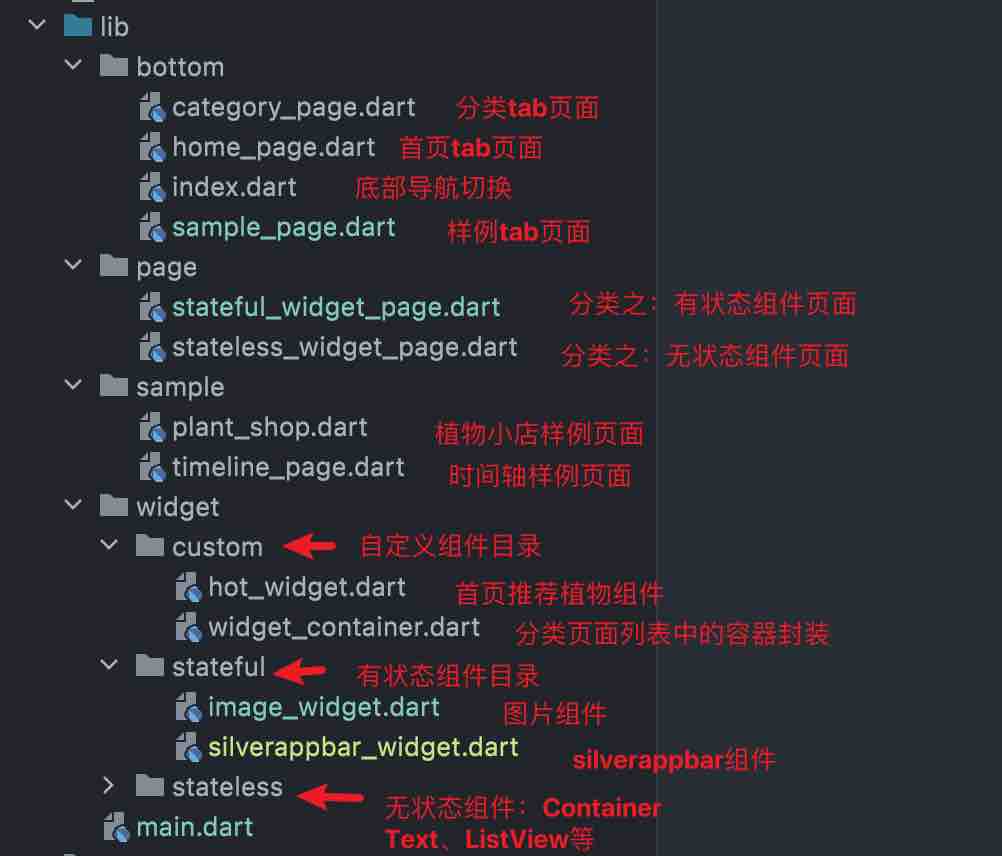 lib
bottom
category_page.dart 分类tab页面
home_page.dart 首页tab页面
index.dart 底部导航切换
sample_page.dart 样例tab页面
page
stateful_widget_page.dart 分类之：有状态组件页面
stateless_widget_page.dart 分类之：无状态组件页面
sample
plant_shop.dart 植物小店样例页面
timeline_page.dart 时间轴样例页面
widget
custom 自定义组件目录
hot_widget.dart 首页推荐植物组件
widget_container.dart 分类页面列表中的容器封装
stateful 有状态组件目录
image_widget.dart 图片组件
silverappbar_widget.dart silverappbar组件
stateless 无状态组件：Container
main.dart Text、ListView等